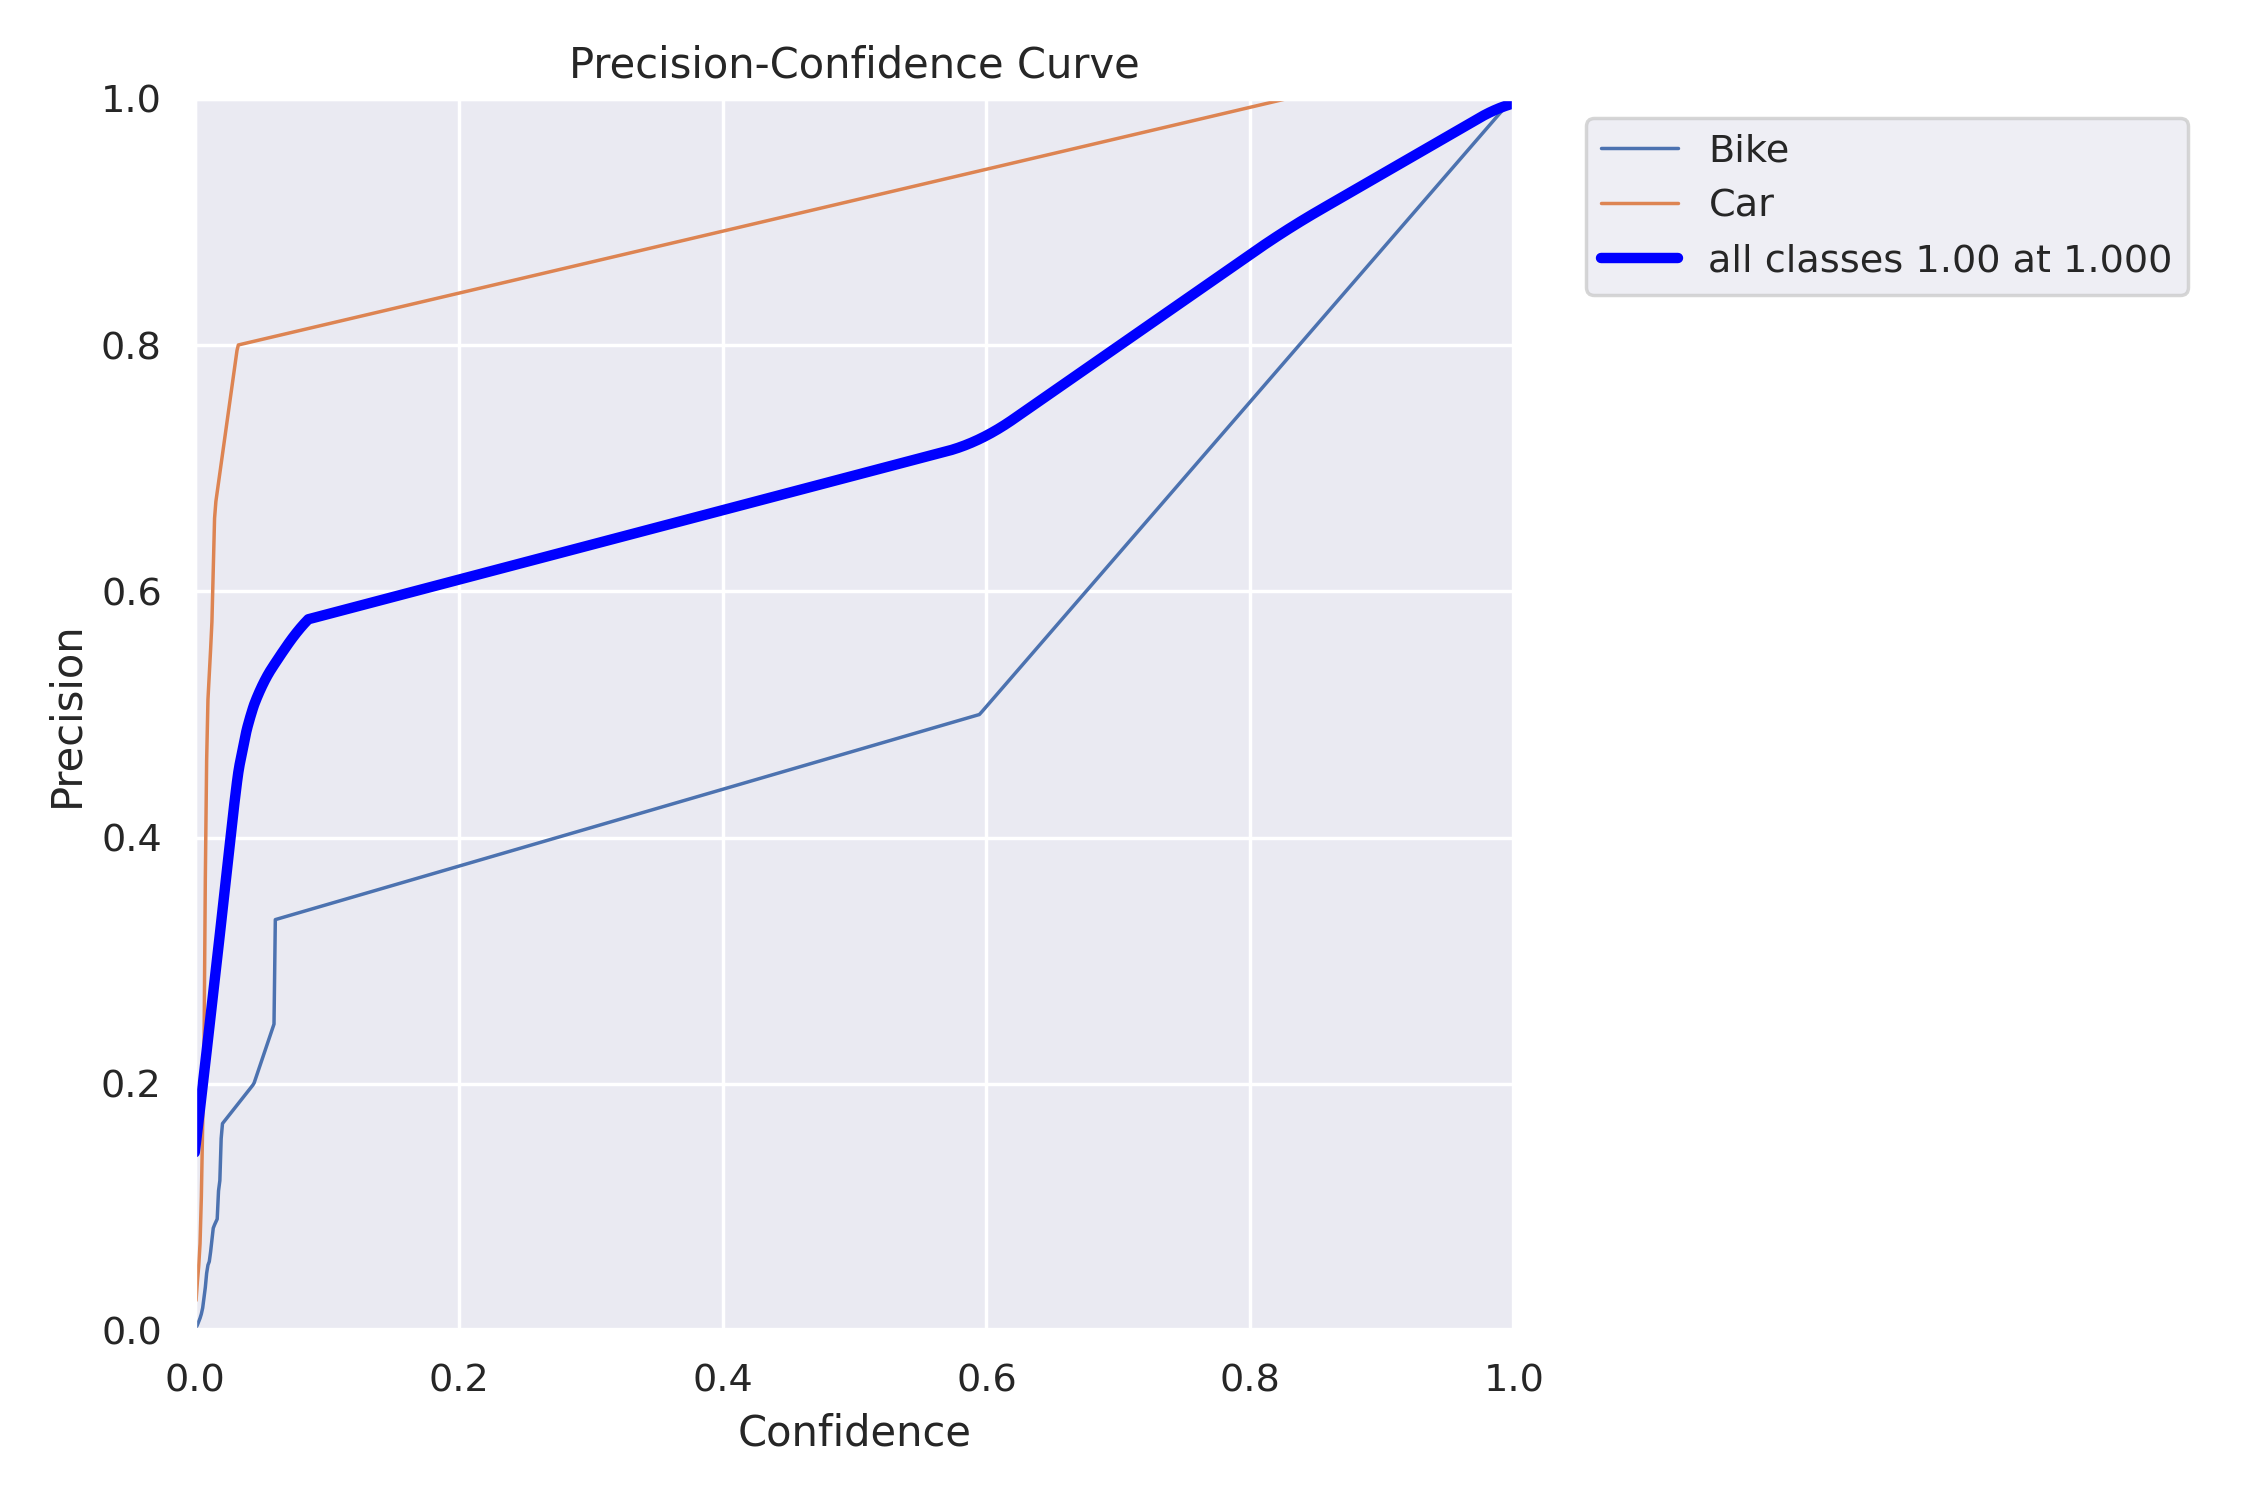 Precision-Confidence Curve
1.0
0.8
0.6
0.4
0.2
0.0
Precision
0.0 0.2 0.4 0.6 0.8 1.0
Confidence
Bike
Car
all classes 1.00 at 1.000